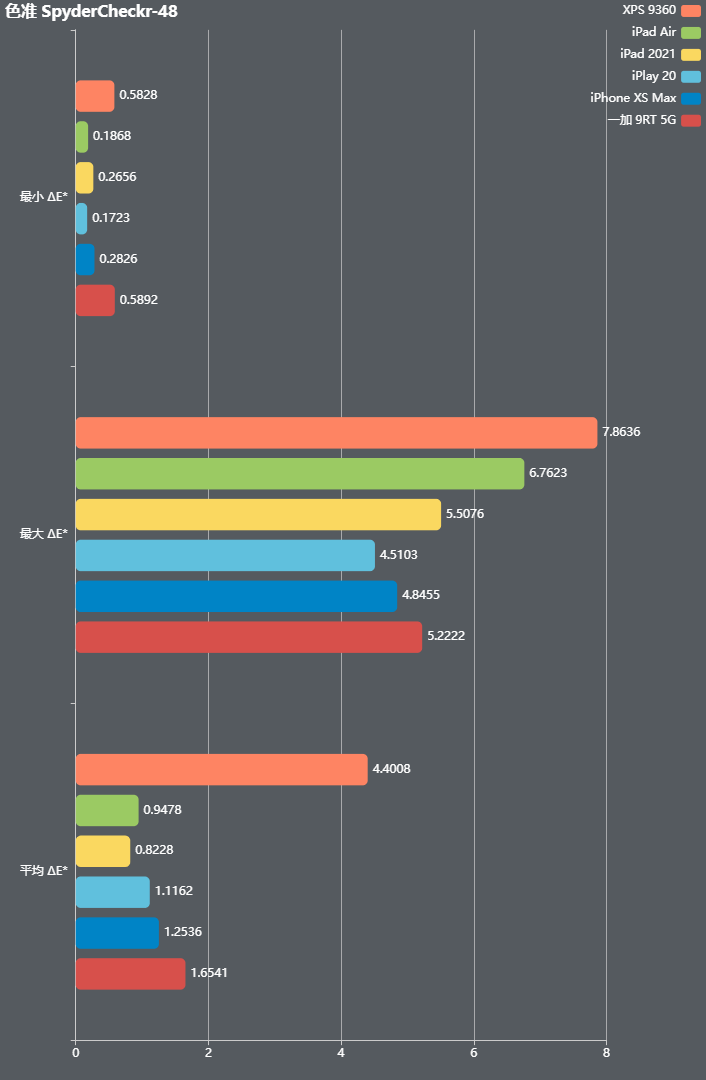 色准 SpyderCheckr-48
XPS 9360
iPad Air
iPad 2021
iPlay 20
iPhone XS Max
一加 9RT 5G
最小 ΔE*
0.5828
0.1868
0.2656
0.1723
0.2826
0.5892
最大 ΔE*
7.8636
6.7623
5.5076
4.5103
4.8455
5.2222
平均 ΔE*
4.4008
0.9478
0.8228
1.1162
1.2536
1.6541
0 2 4 6 8